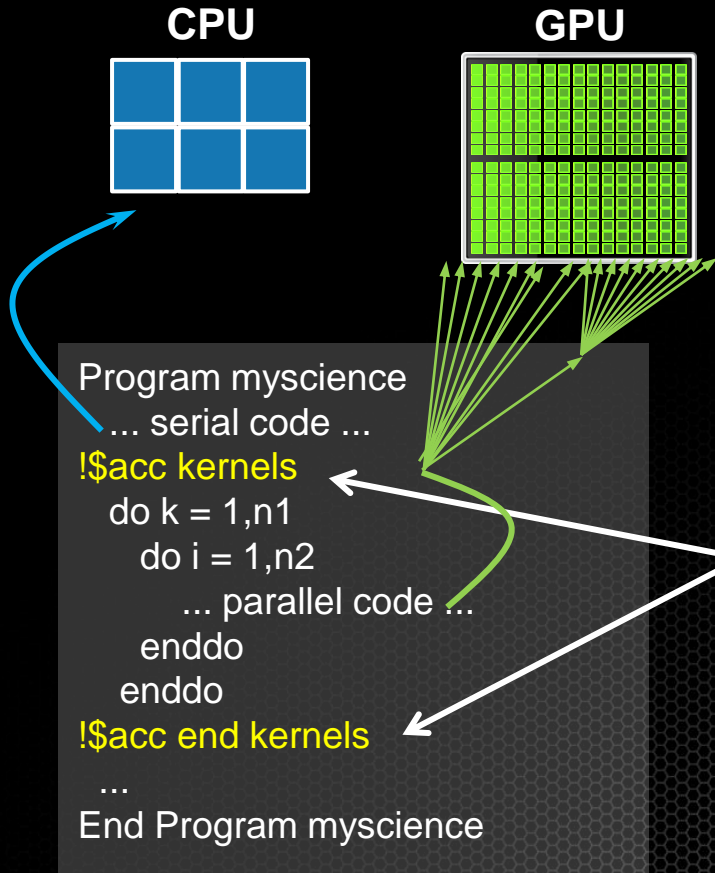 CPU
GPU
Program myscience
... serial code ...
!$acc kernels
do k = 1,n1
do i = 1,n2
... parallel code ...
enddo
enddo
!$acc end kernels
...
End Program myscience